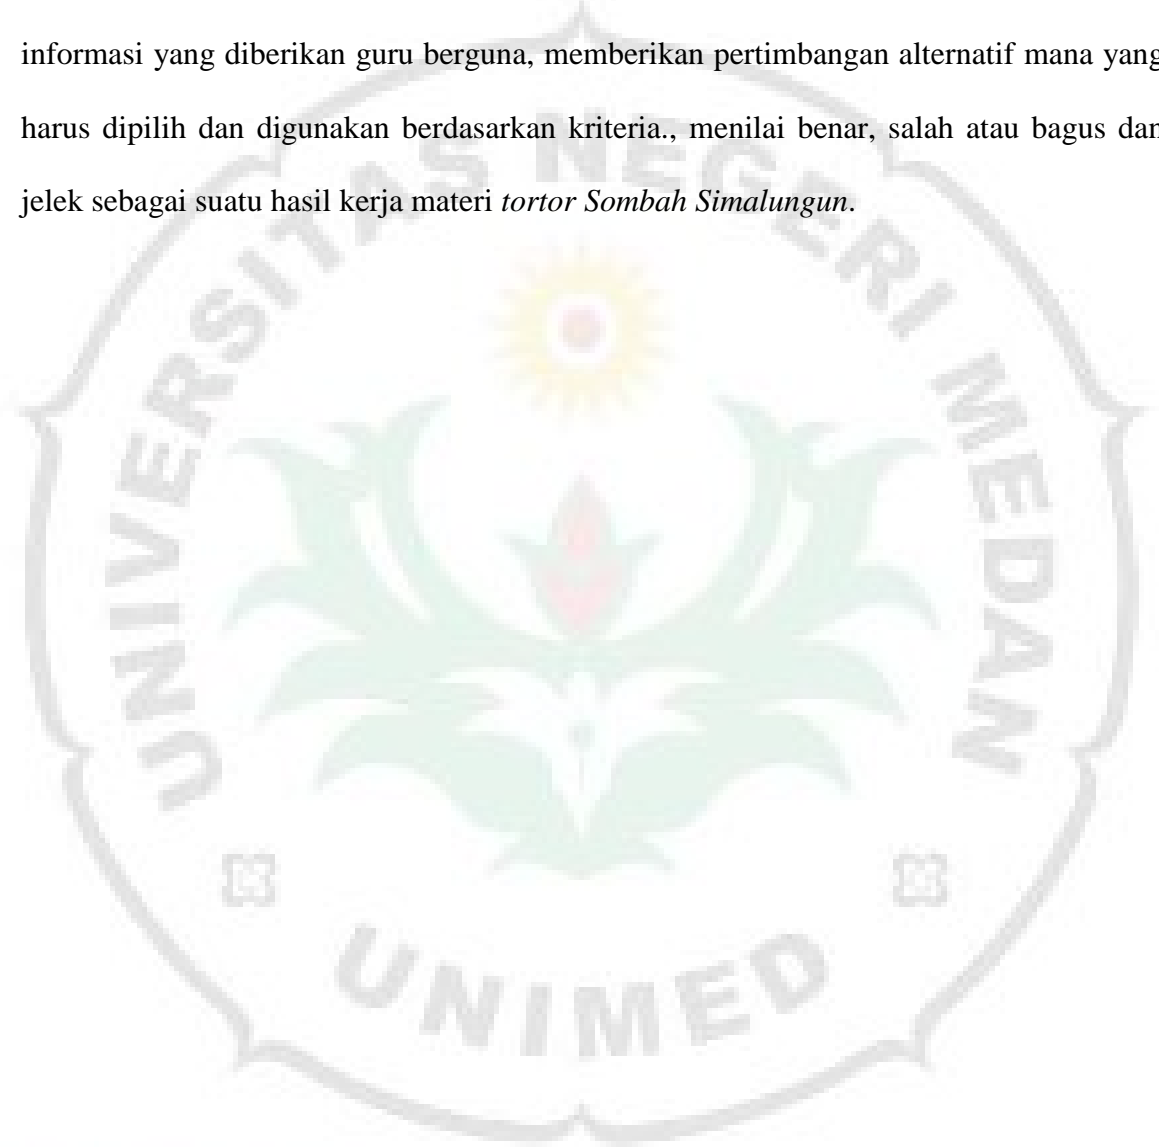 informasi yang diberikan guru berguna, memberikan pertimbangan alternatif mana yang
harus dipilih dan digunakan berdasarkan kriteria., menilai benar, salah atau bagus dan
jelek sebagai suatu hasil kerja materi tortor Sombah Simalungun.
UNIVERSITAS NEGERI MEDAN
UNIMED